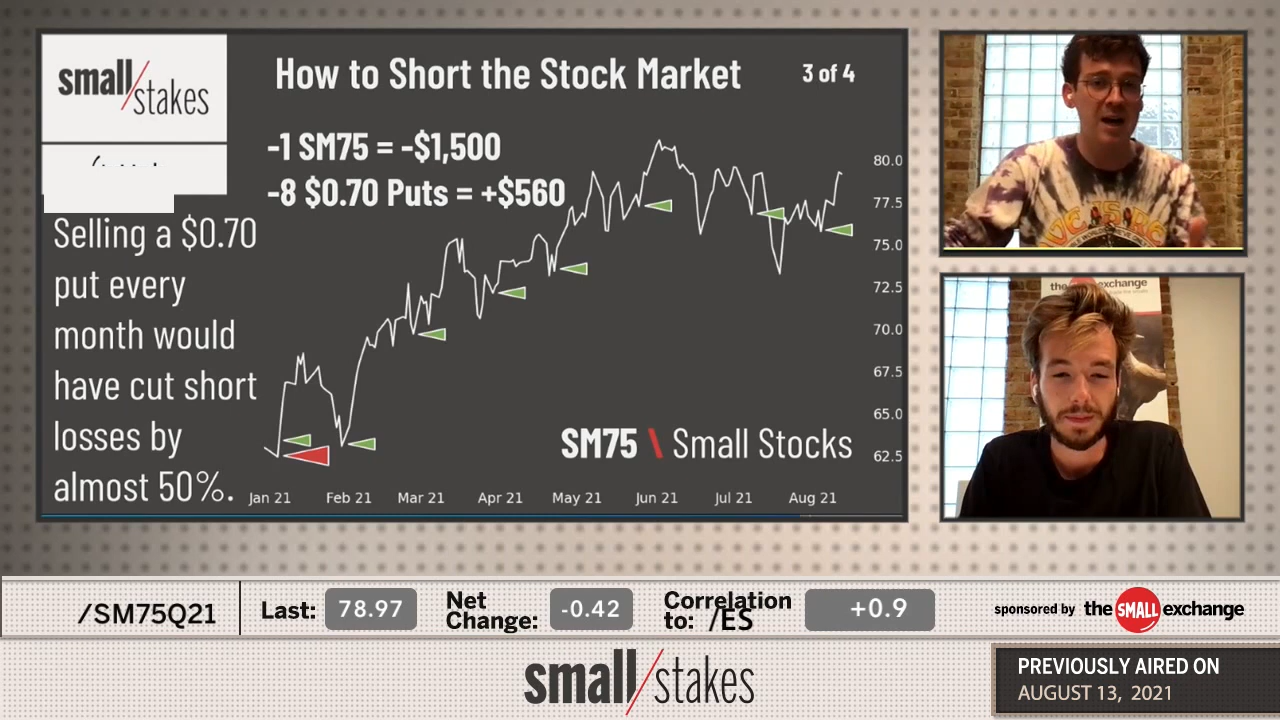 small/stakes
How to Short the Stock Market
3 of 4
-1 SM75 = -$1,500
-8 $0.70 Puts = +$560
Selling a $0.70
put every
month would
have cut short
losses by
almost 50%.
80.0
77.5
75.0
72.5
70.0
67.5
65.0
62.5
SM75 \ Small Stocks
Jan 21 Feb 21 Mar 21 Apr 21 May 21 Jun 21 Jul 21 Aug 21
the exchange
/SM75Q21
Last: 78.97
Net
Change: -0.42
Correlation
to: /ES +0.9
sponsored by the SMALL exchange
small/stakes
PREVIOUSLY AIRED ON
AUGUST 13, 2021